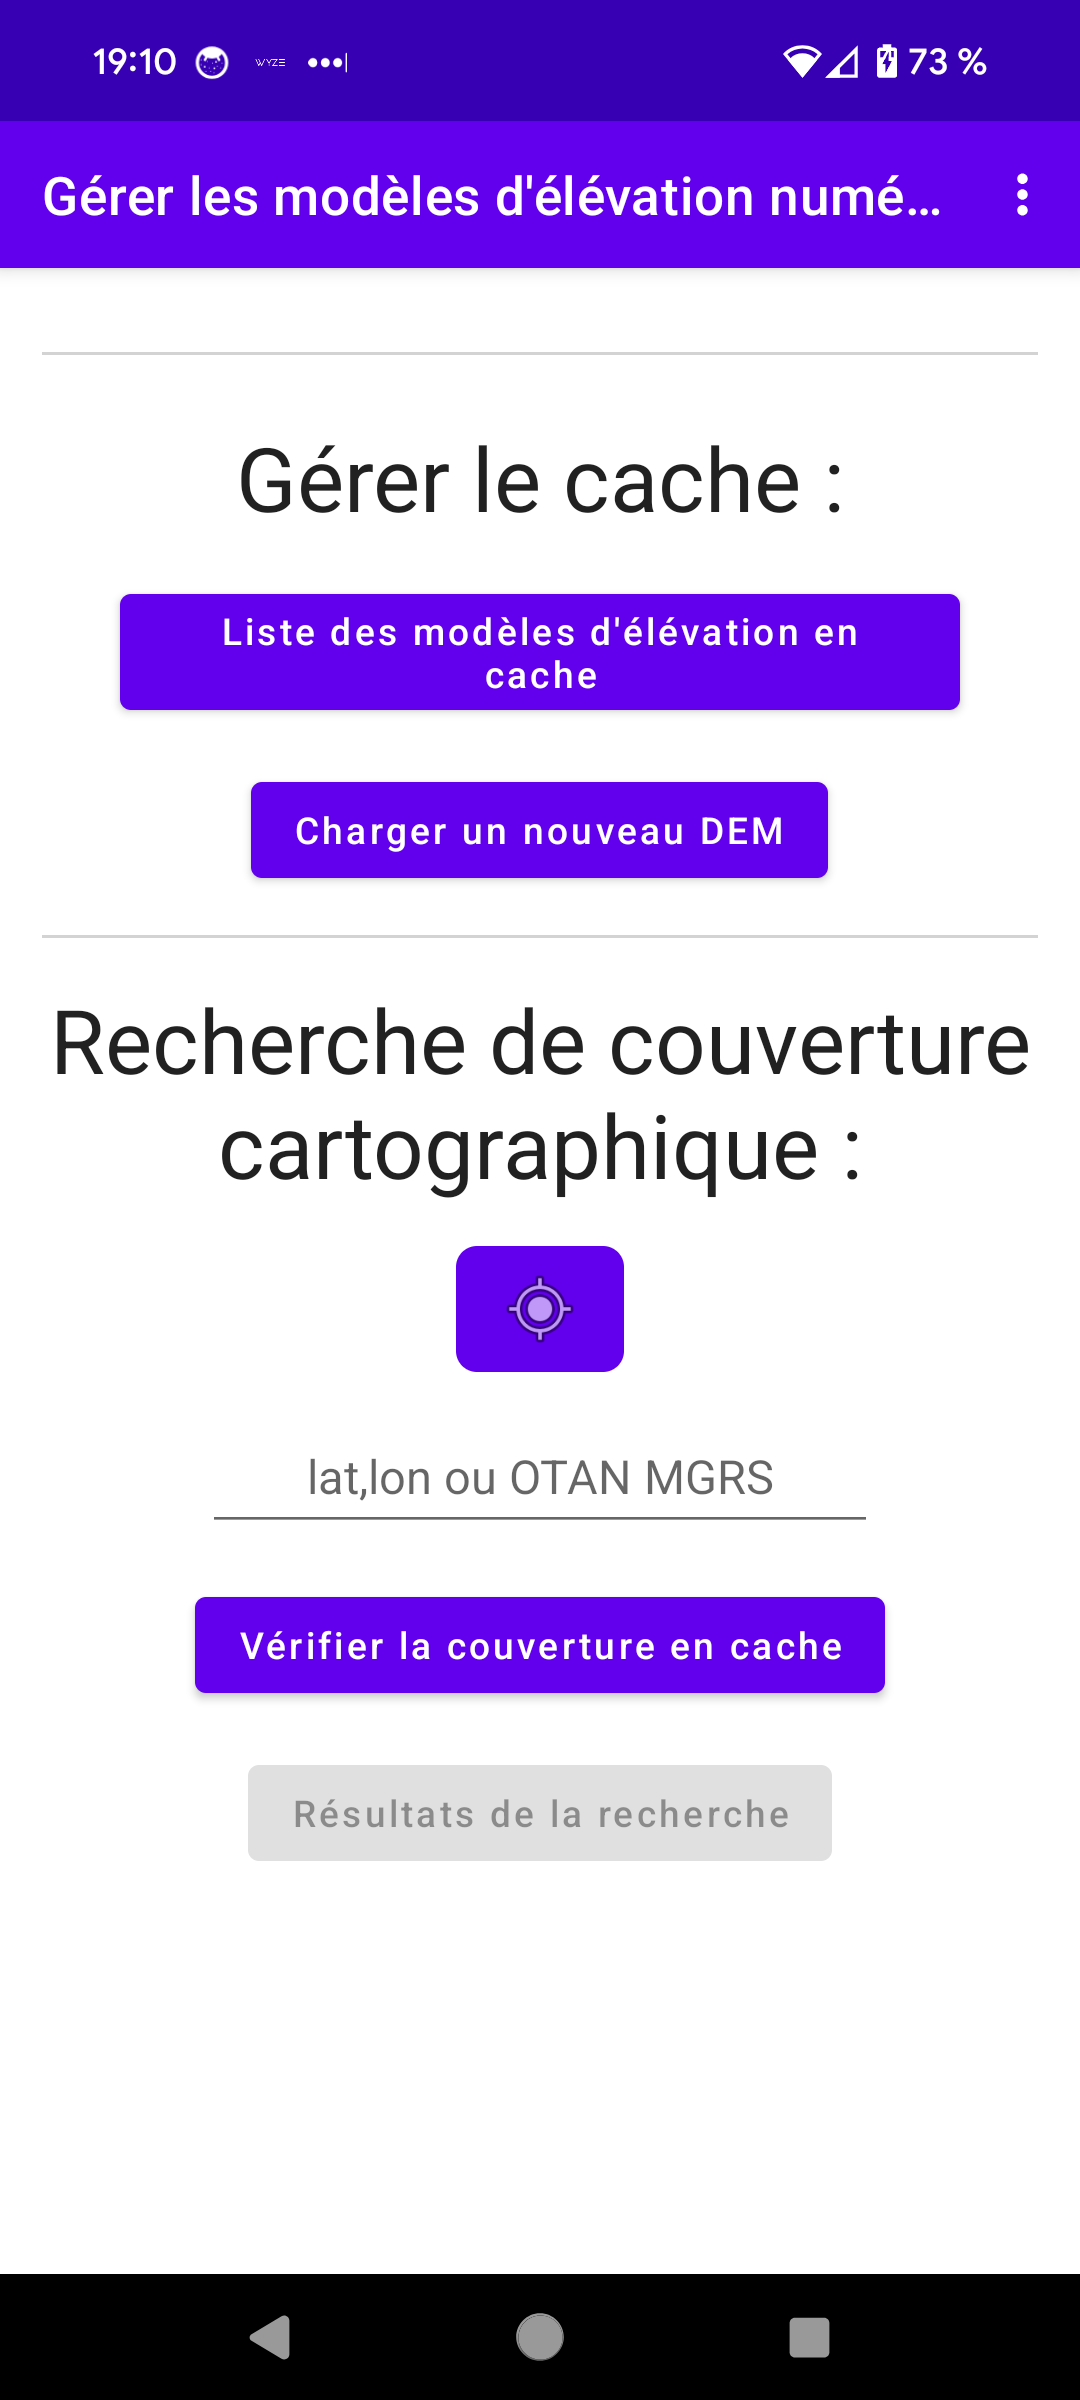 19:10 WYZE 73 %
Gérer les modèles d'élévation numé…
Gérer le cache :
Liste des modèles d'élévation en
cache
Charger un nouveau DEM
Recherche de couverture
cartographique :
lat,lon ou OTAN MGRS
Vérifier la couverture en cache
Résultats de la recherche